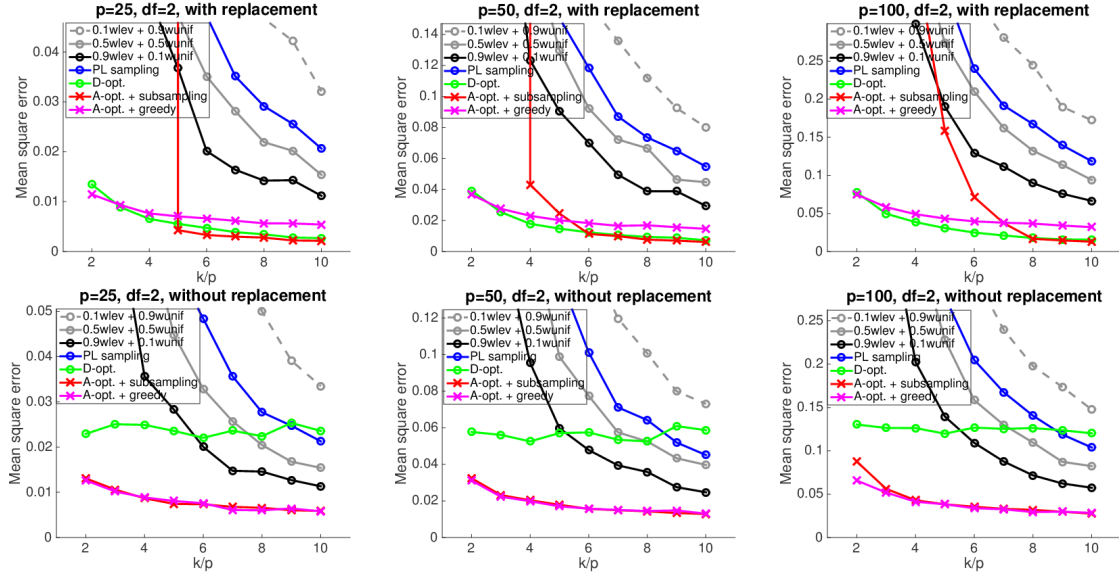 p=25, df=2, with replacement
0.1wlev + 0.9wunif
0.5wlev + 0.5wunif
0.9wlev + 0.1wunif
PL sampling
D-opt.
A-opt. + subsampling
A-opt. + greedy
Mean square error
0.04
0.03
0.02
0.01
0
2 4 6 8 10
k/p
p=50, df=2, with replacement
0.1wlev + 0.9wunif
0.5wlev + 0.5wunif
0.9wlev + 0.1wunif
PL sampling
D-opt.
A-opt. + subsampling
A-opt. + greedy
Mean square error
0.14
0.12
0.1
0.08
0.06
0.04
0.02
0
2 4 6 8 10
k/p
p=100, df=2, with replacement
0.1wlev + 0.9wunif
0.5wlev + 0.5wunif
0.9wlev + 0.1wunif
PL sampling
D-opt.
A-opt. + subsampling
A-opt. + greedy
Mean square error
0.25
0.2
0.15
0.1
0.05
0
2 4 6 8 10
k/p
p=25, df=2, without replacement
0.1wlev + 0.9wunif
0.5wlev + 0.5wunif
0.9wlev + 0.1wunif
PL sampling
D-opt.
A-opt. + subsampling
A-opt. + greedy
Mean square error
0.05
0.04
0.03
0.02
0.01
0
2 4 6 8 10
k/p
p=50, df=2, without replacement
0.1wlev + 0.9wunif
0.5wlev + 0.5wunif
0.9wlev + 0.1wunif
PL sampling
D-opt.
A-opt. + subsampling
A-opt. + greedy
Mean square error
0.12
0.1
0.08
0.06
0.04
0.02
0
2 4 6 8 10
k/p
p=100, df=2, without replacement
0.1wlev + 0.9wunif
0.5wlev + 0.5wunif
0.9wlev + 0.1wunif
PL sampling
D-opt.
A-opt. + subsampling
A-opt. + greedy
Mean square error
0.25
0.2
0.15
0.1
0.05
0
2 4 6 8 10
k/p